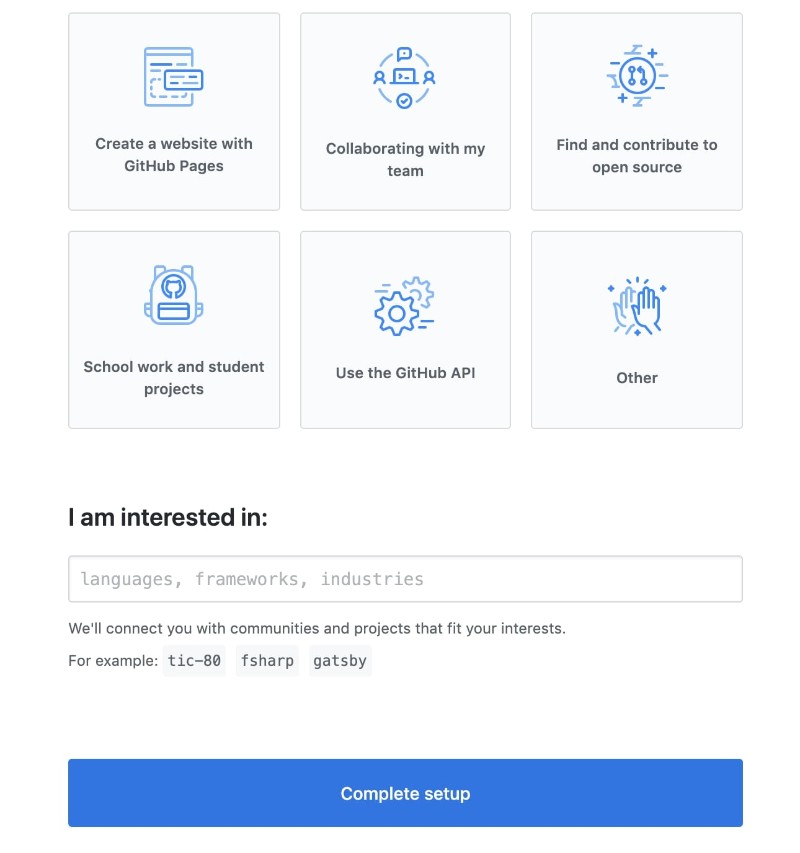 Create a website with
GitHub Pages
Collaborating with my
team
Find and contribute to
open source
School work and student
projects
Use the GitHub API
Other
I am interested in:
languages, frameworks, industries
We'll connect you with communities and projects that fit your interests.
For example: tic-80 fsharp gatsby
Complete setup